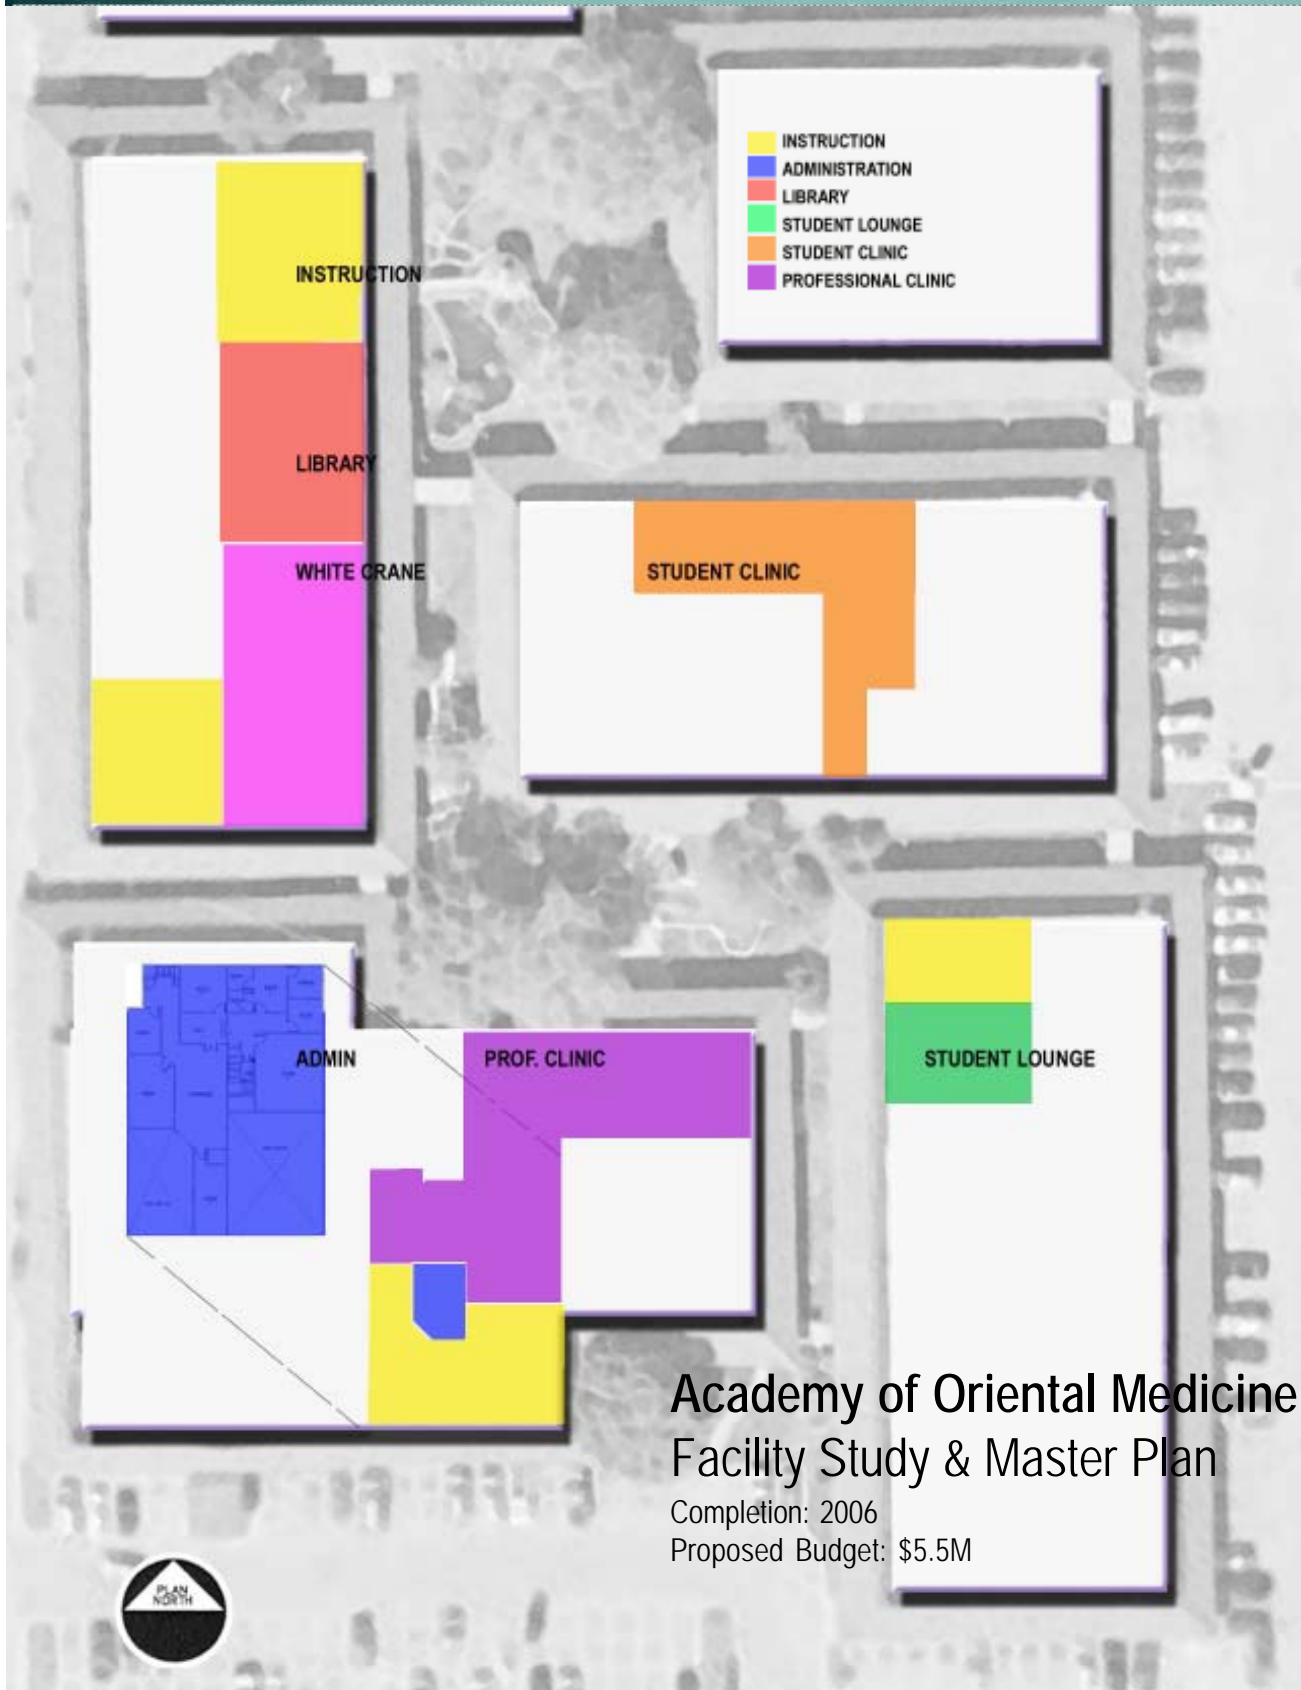 INSTRUCTION
ADMINISTRATION
LIBRARY
STUDENT LOUNGE
STUDENT CLINIC
PROFESSIONAL CLINIC
INSTRUCTION
LIBRARY
WHITE CRANE
STUDENT CLINIC
ADMIN
PROF. CLINIC
STUDENT LOUNGE
Academy of Oriental Medicine
Facility Study & Master Plan
Completion: 2006
Proposed Budget: $5.5M
PLAN
NORTH